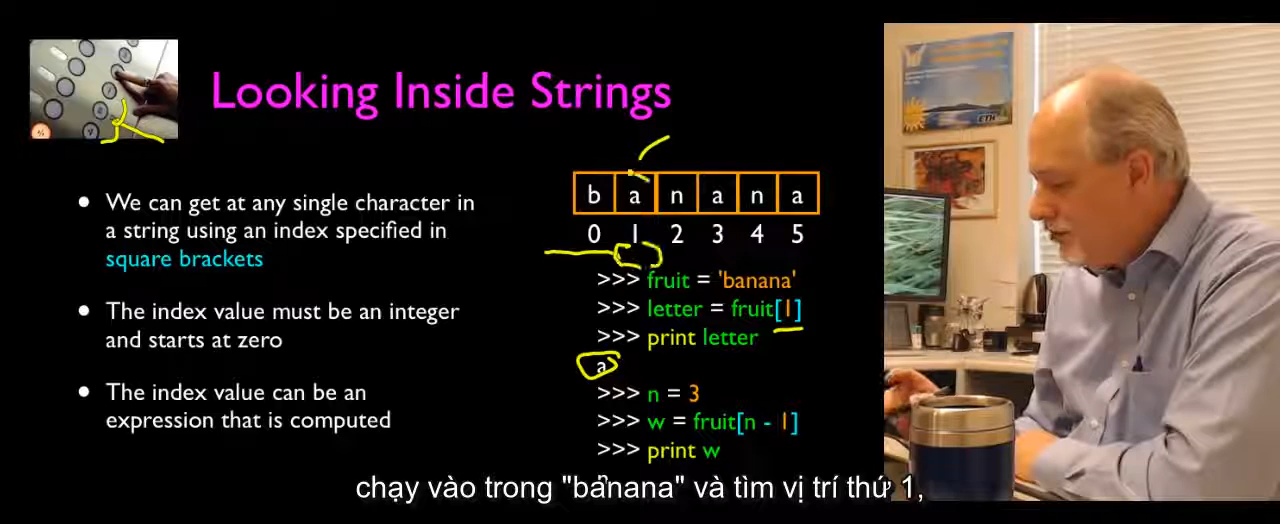 Looking Inside Strings
We can get at any single character in
a string using an index specified in
square brackets
The index value must be an integer
and starts at zero
The index value can be an
expression that is computed
b a n a n a
0 1 2 3 4 5
>>> fruit = 'banana'
>>> letter = fruit[1]
>>> print letter
a
>>> n = 3
>>> w = fruit[n - 1]
>>> print w
n
chạy vào trong "banana" và tìm vị trí thứ 1,
ETH